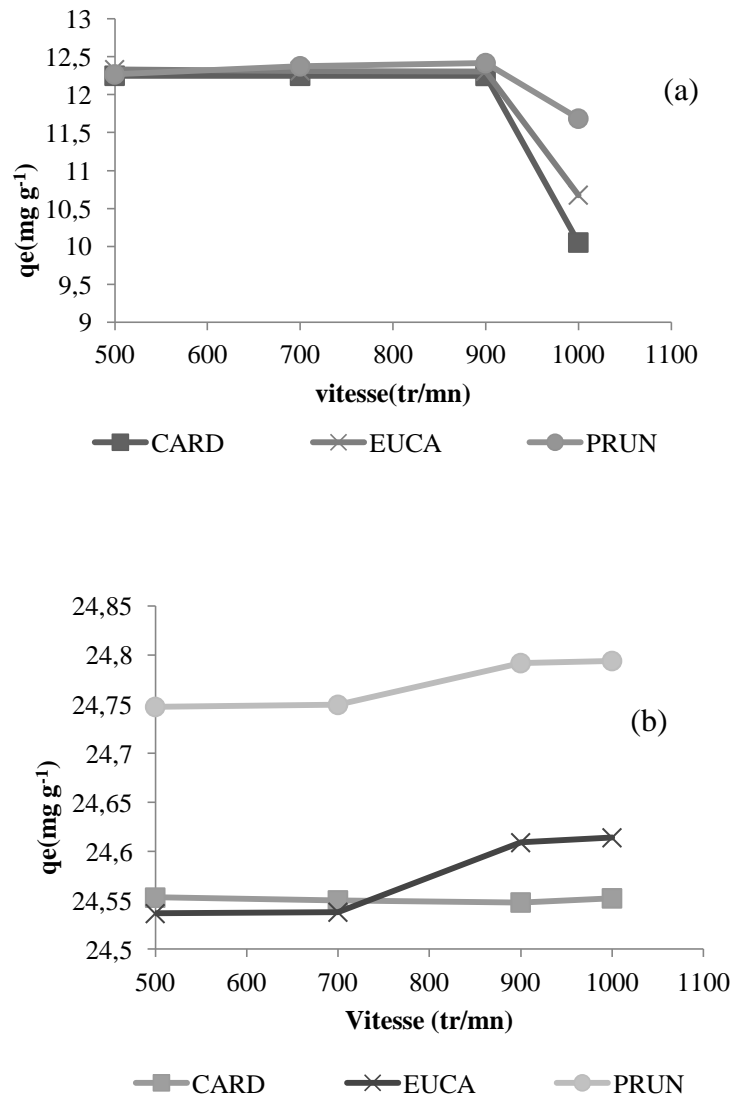 13
12,5
12
11,5
11
10,5
10
9,5
9
qe(mg g-1)
(a)
500 600 700 800 900 1000 1100
vitesse(tr/mn)
CARD EUCA PRUN
24,85
24,8
24,75
24,7
24,65
24,6
24,55
24,5
qe(mg g-1)
(b)
500 600 700 800 900 1000 1100
Vitesse (tr/mn)
CARD EUCA PRUN